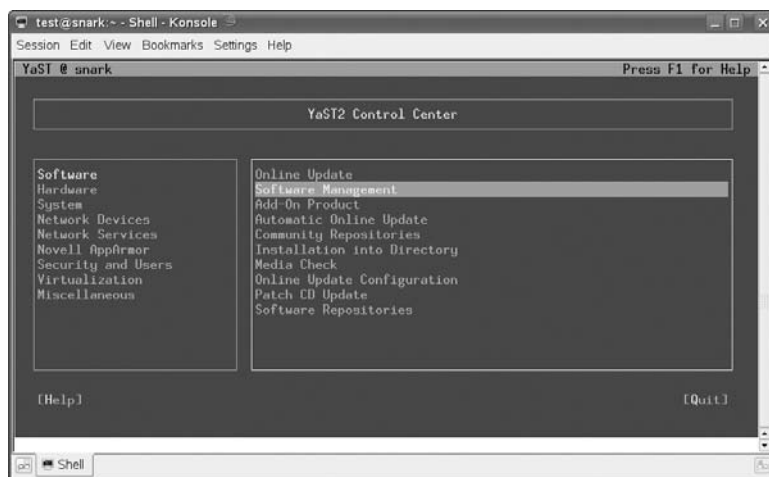 test@snark:~ - Shell - Konsole
Session Edit View Bookmarks Settings Help
YaST @ snark Press F1 for Help
YaST2 Control Center
Software
Hardware
System
Network Devices
Network Services
Novell AppArmor
Security and Users
Virtualization
Miscellaneous
Online Update
Software Management
Add-On Product
Automatic Online Update
Community Repositories
Installation into Directory
Media Check
Online Update Configuration
Patch CD Update
Software Repositories
[Help] [Quit]
Shell